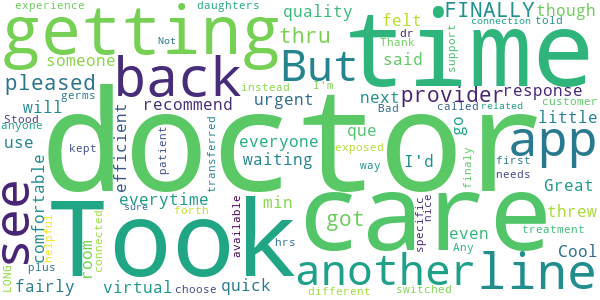 experience
daughters
getting
time
quality
FINALLY
though
felt
connection
told
someone
thru
dr
Thank
support
said
But
back
pleased
germs
instead
I'm
Not
next
provider
response
customer
will
recommend
urgent
Bad
called
related
Stood
anyone
doctor
app
little
use
kept
efficient
patient
transferred
everyone
que
exposed
go
waiting
I'd
way
finaly
first
needs
Great
see
comfortable
helpful
everytime
min
got
care
even
Any
treatment
threw
Took
sure
forth
available
specific
nice
room
connected
another
line
Cool
LONG
plus
fairly
virtual
choose
quick
hrs
different
switched